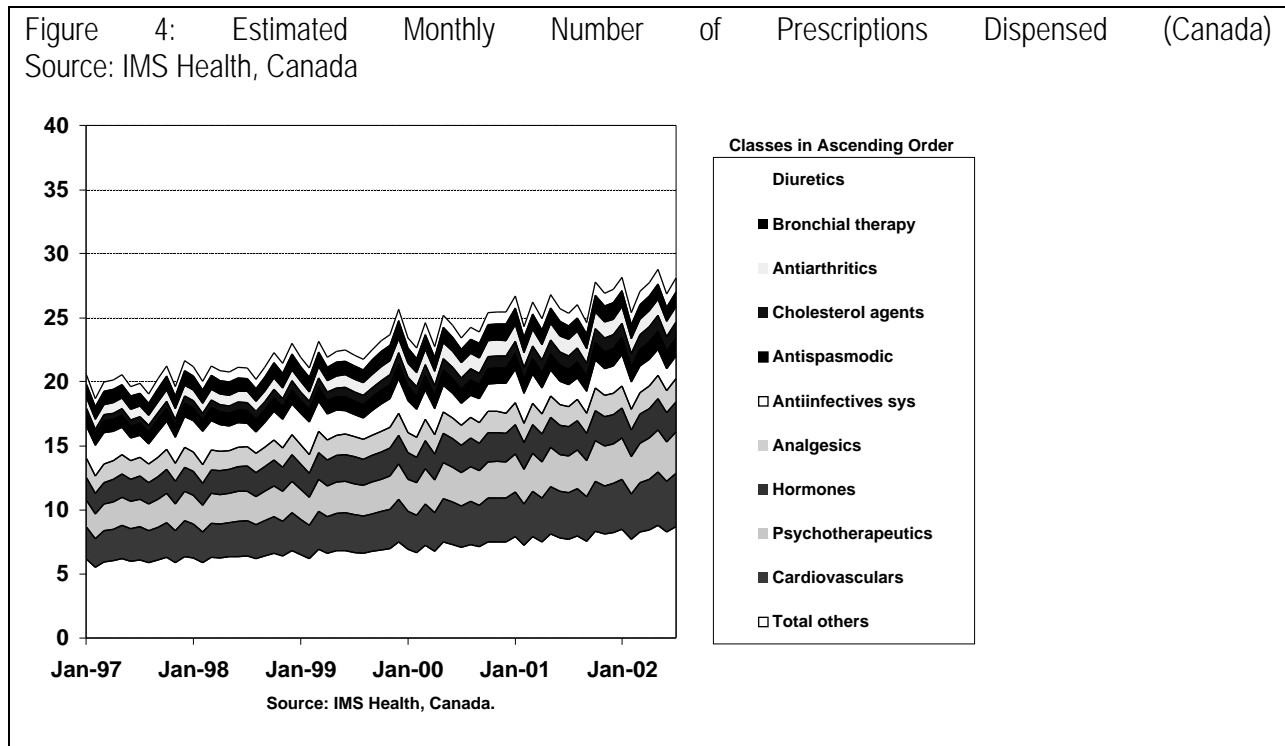 Figure 4: Estimated Monthly Number of Prescriptions Dispensed (Canada)
Source: IMS Health, Canada
40
35
30
25
20
15
10
5
0
Jan-97 Jan-98 Jan-99 Jan-00 Jan-01 Jan-02
Source: IMS Health, Canada.
Classes in Ascending Order
Diuretics
Bronchial therapy
Antiarthritics
Cholesterol agents
Antispasmodic
Antiinfectives sys
Analgesics
Hormones
Psychotherapeutics
Cardiovasculars
Total others